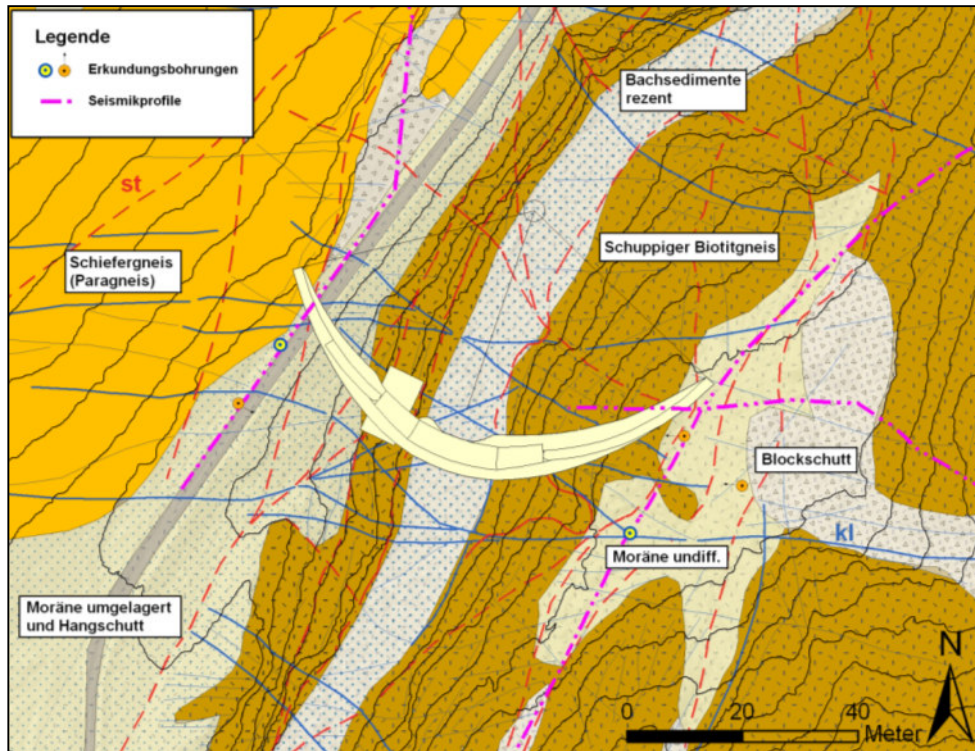 Legende
Erkundungsbohrungen
Seismikprofile
Bachsedimente
rezent
st
Schiefergneis
(Paragneis)
Schuppiger Biotitgneis
Blockschutt
kl
Moräne undiff.
Moräne umgelagert
und Hangschutt
N
0 20 40
Meter